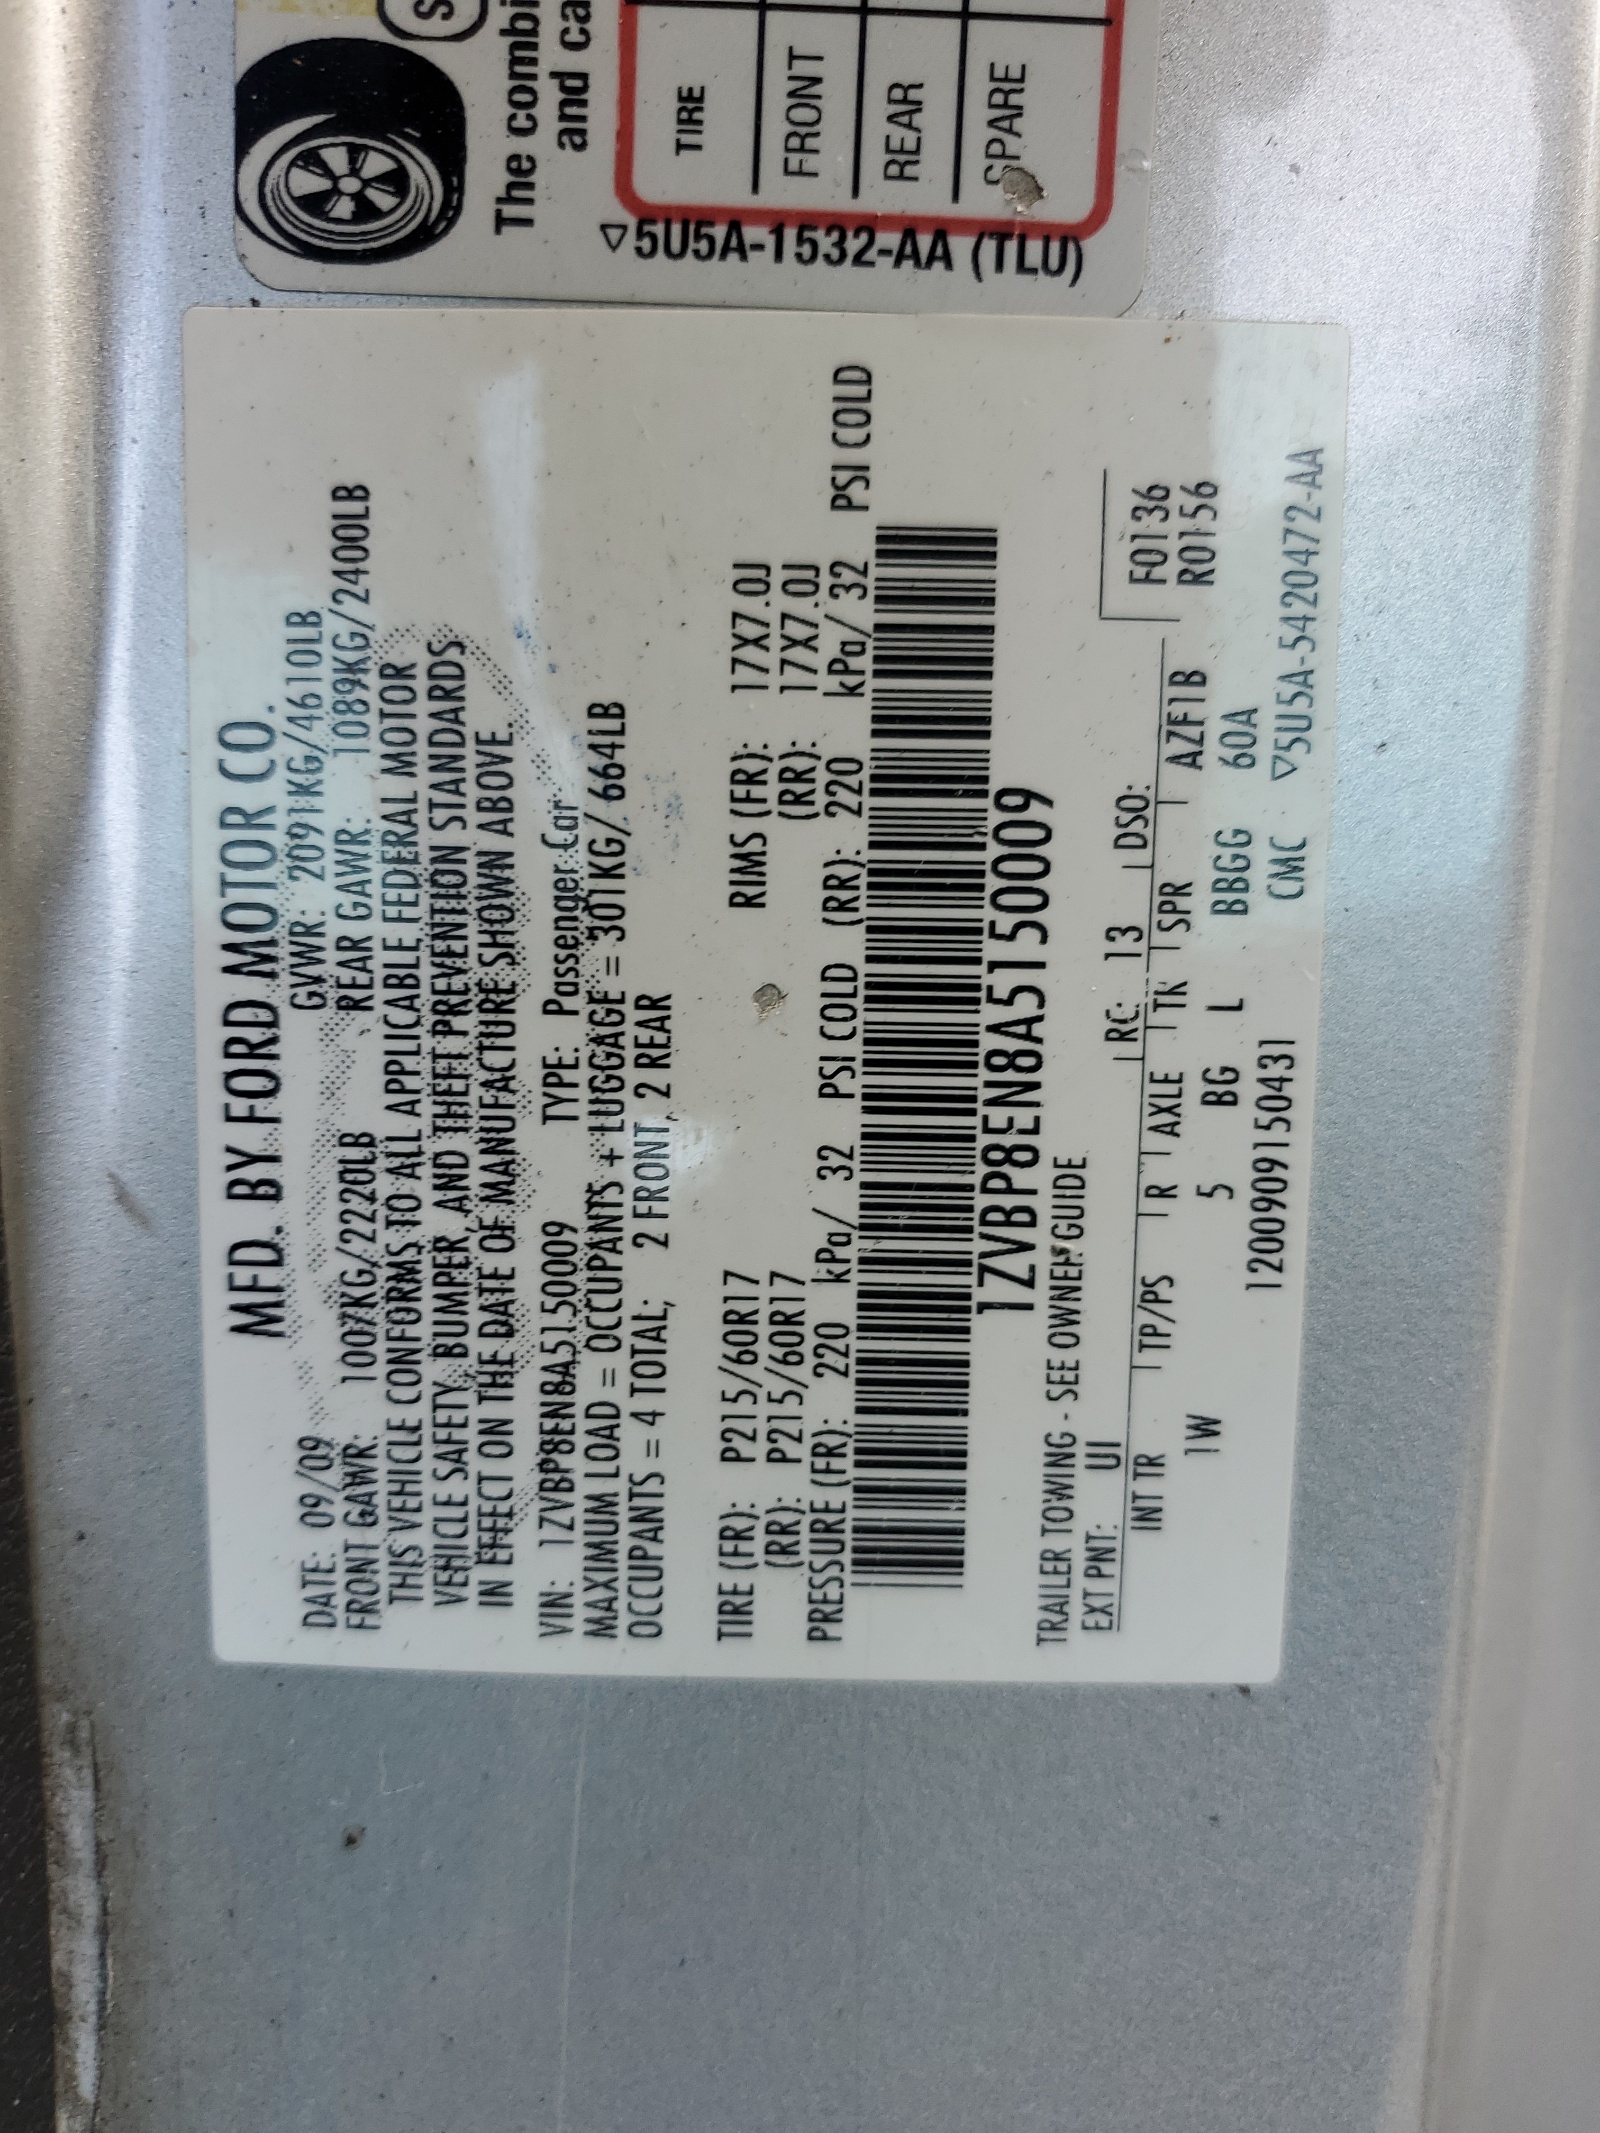 MFD. BY FORD MOTOR CO.
DATE: 09/09 GVWR: 2091KG/4610LB
FRONT GAWR: 1007KG/2220LB REAR GAWR: 1089KG/2400LB
THIS VEHICLE CONFORMS TO ALL APPLICABLE FEDERAL MOTOR
VEHICLE SAFETY, BUMPER, AND THEFT PREVENTION STANDARDS
IN EFFECT ON THE DATE OF MANUFACTURE SHOWN ABOVE.
VIN: 1ZVBP8EN8A5150009 TYPE: Passenger Car
MAXIMUM LOAD = OCCUPANTS + LUGGAGE = 301KG/ 664LB
OCCUPANTS = 4 TOTAL; 2 FRONT, 2 REAR
TIRE (FR): P215/60R17 RIMS (FR): 17X7.0J
(RR): P215/60R17 (RR): 17X7.0J
PRESSURE (FR): 220 kPa/ 32 PSI COLD (RR): 220 kPa/ 32 PSI COLD
1ZVBP8EN8A5150009
TRAILER TOWING - SEE OWNER GUIDE
EXT PNT: UI RC: 13 DSO:
INT TR TP/PS R AXLE TK SPR AZF1B F0136
1W 5 BG L BBGG 60A R0156
1200909150431 CMC ▽5U5A-5420472-AA
The combi
and ca
TIRE
FRONT
REAR
SPARE
▽5U5A-1532-AA (TLU)